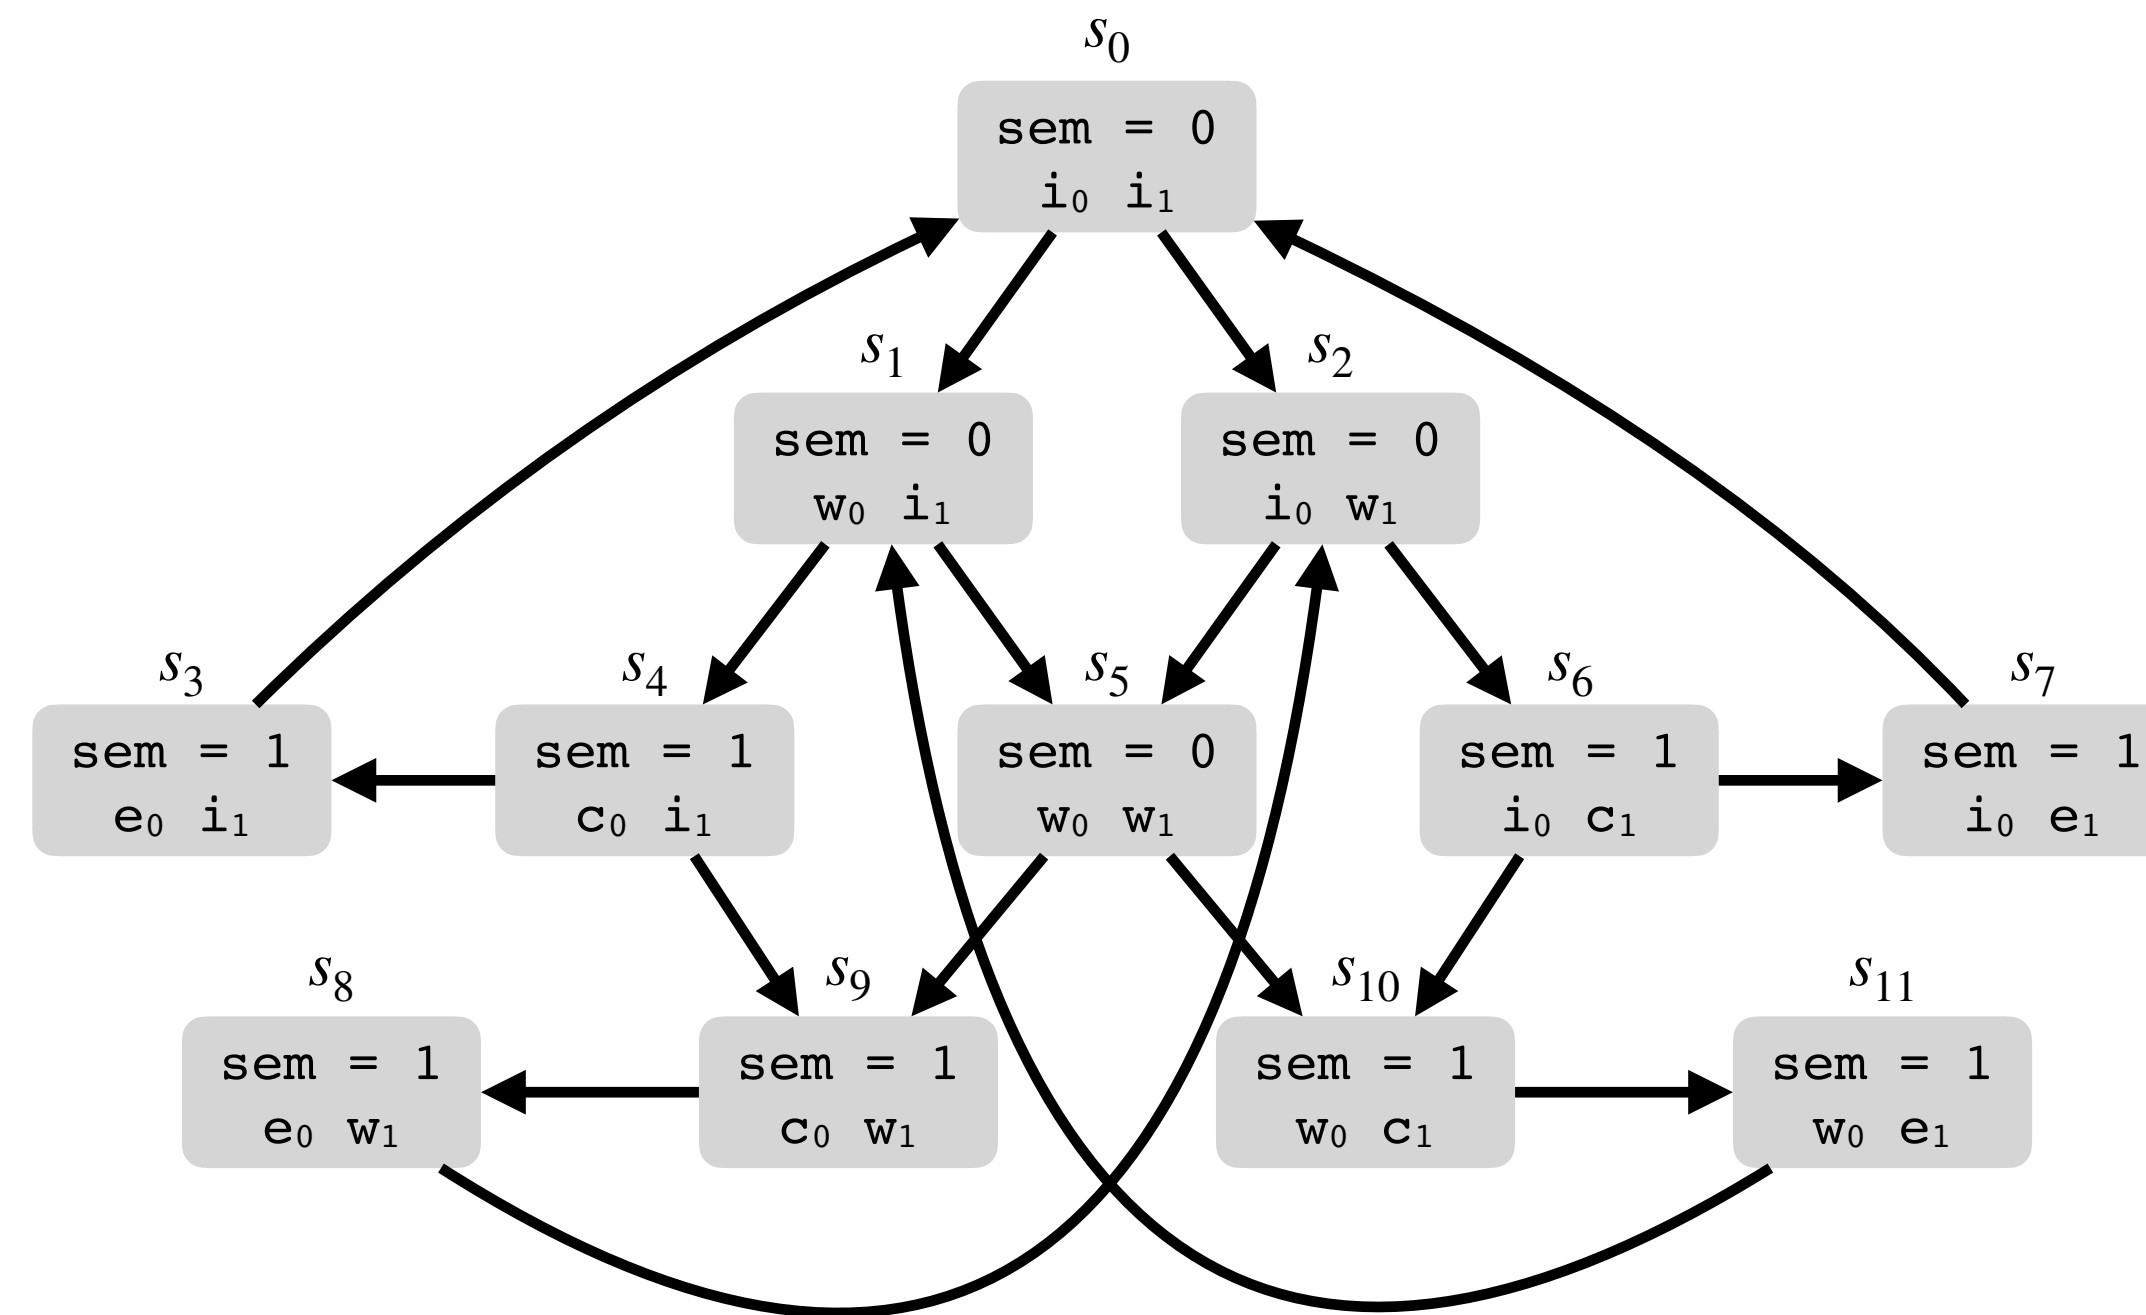 s0
sem = 0
i0 i1
s1
s2
sem = 0
w0 i1
sem = 0
i0 w1
s3
s4
s5
s6
s7
sem = 1
e0 i1
sem = 1
c0 i1
sem = 0
w0 w1
sem = 1
i0 c1
sem = 1
i0 e1
s8
s9
s10
s11
sem = 1
e0 w1
sem = 1
c0 w1
sem = 1
w0 c1
sem = 1
w0 e1